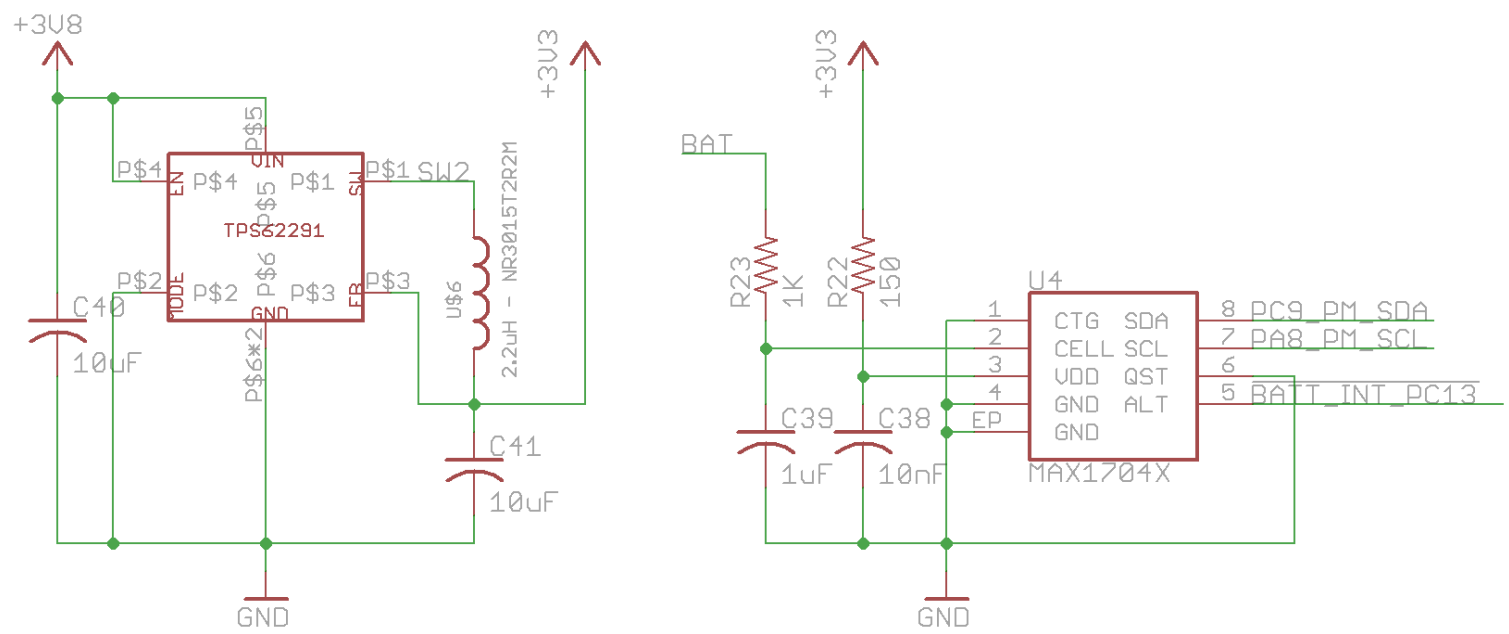 +3V8
P$5
VIN
P$4
EN
P$4
P$5
P$1
SW
P$1
SW2
TPS62291
P$2
MODE
P$2
P$6
P$3
FB
P$3
GND
P$6*2
C40
10uF
U$6
2.2uH - NR3015T2R2M
+3V3
C41
10uF
GND
BAT
+3V3
R23
1K
R22
150
C39
1uF
C38
10nF
U4
1 CTG SDA 8 PC9_PM_SDA
2 CELL SCL 7 PA8_PM_SCL
3 VDD QST 6
4 GND ALT 5 BATT_INT_PC13
EP GND
MAX1704X
GND